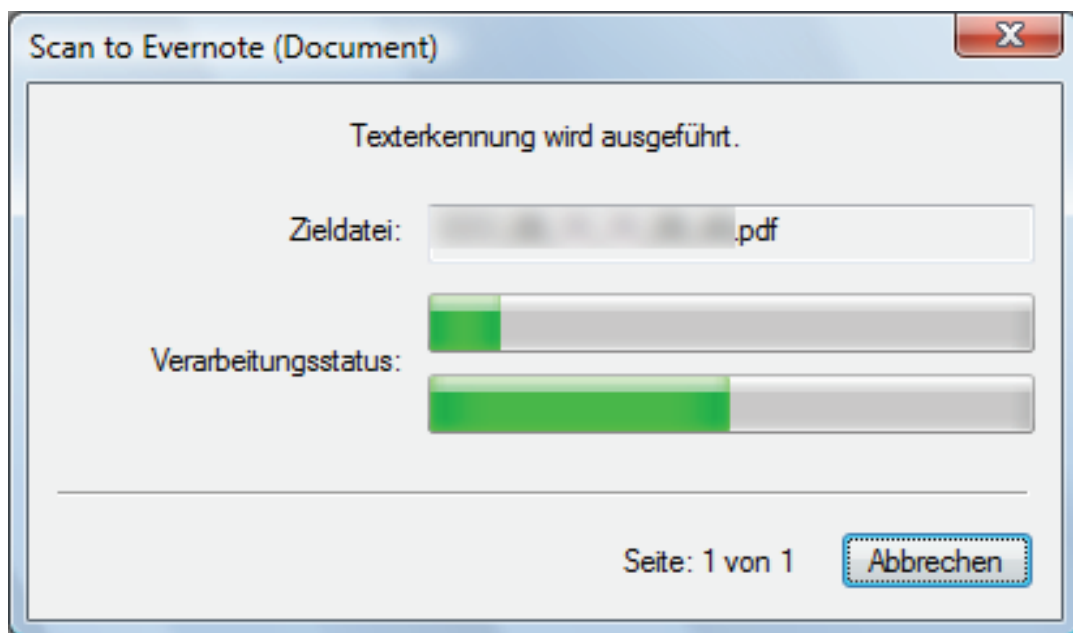 Scan to Evernote (Document)
Texterkennung wird ausgeführt.
Zieldatei: .pdf
Verarbeitungsstatus:
Seite: 1 von 1 Abbrechen